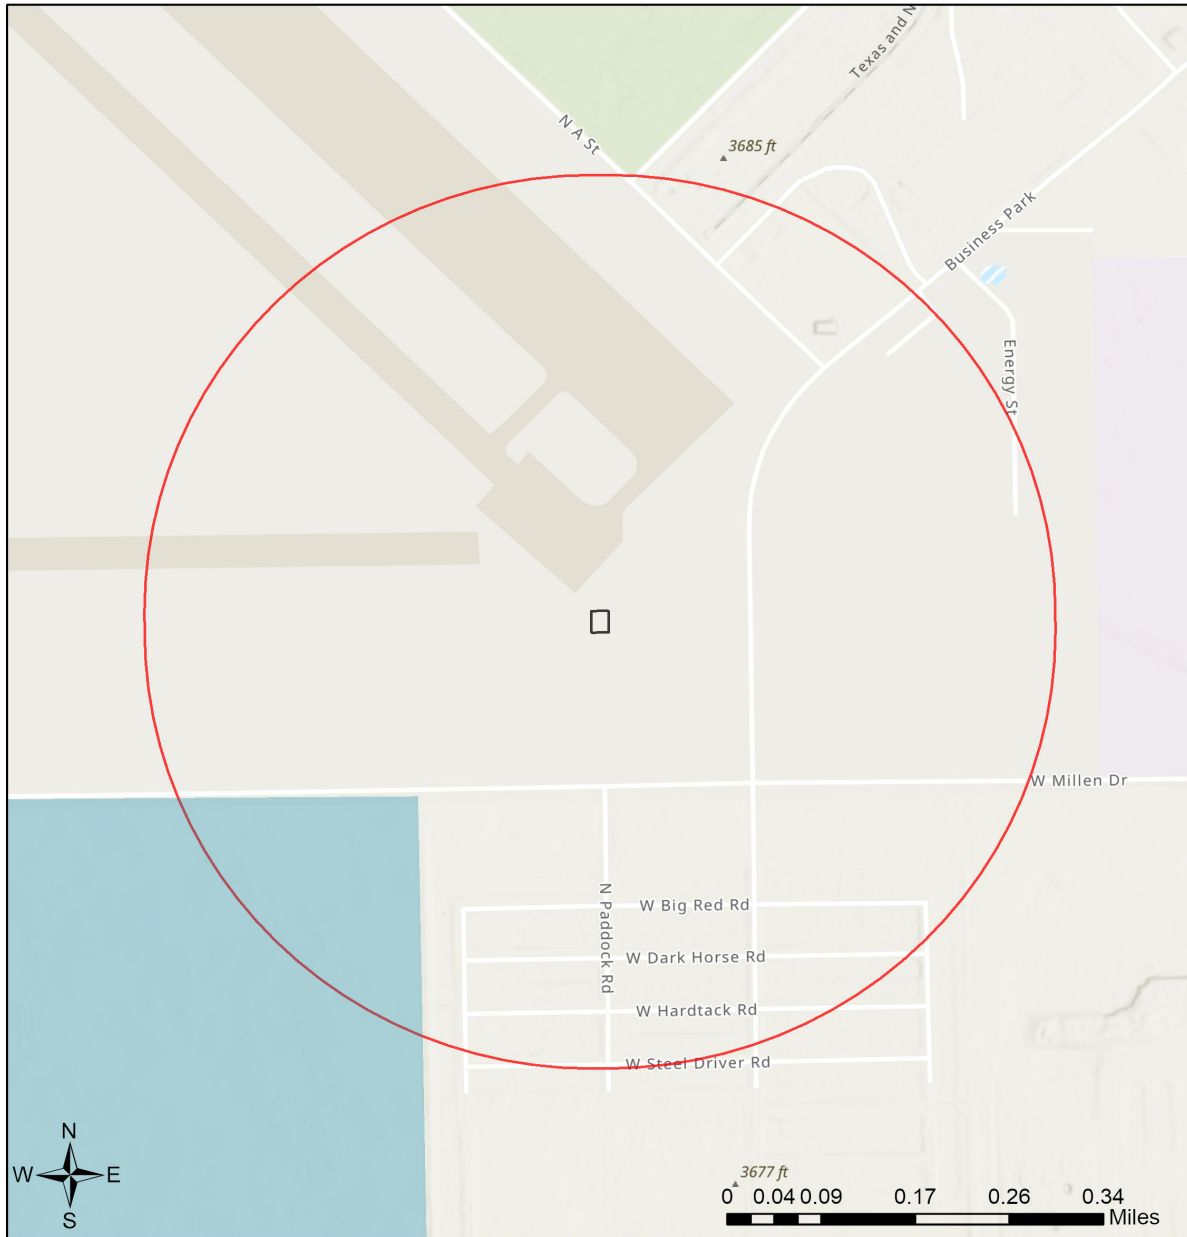 Texas and N
N A St
3685 ft
Business Park
Energy St
W Millen Dr
N Paddock Rd
W Big Red Rd
W Dark Horse Rd
W Hardtack Rd
W Steel Driver Rd
3677 ft
N
W E
S
0 0.04 0.09 0.17 0.26 0.34
Miles